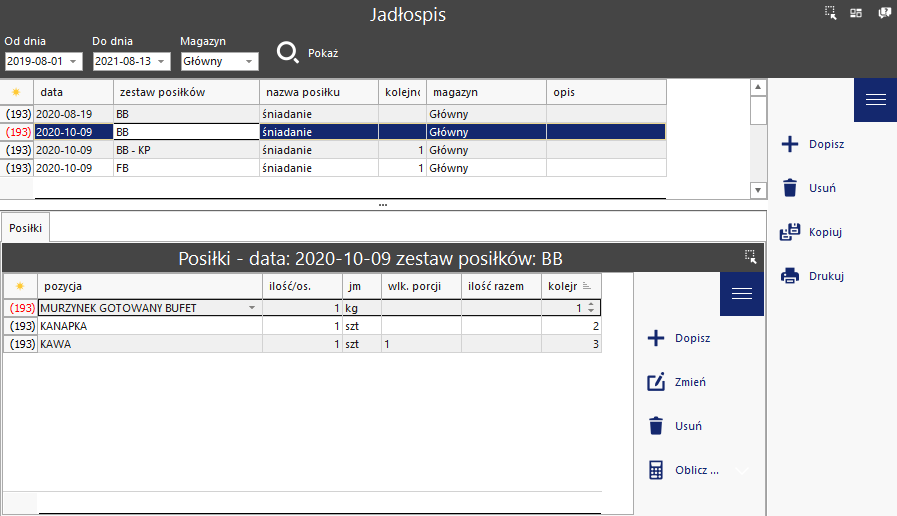 Jadłospis
Od dnia Do dnia Magazyn
2019-08-01 2021-08-13 Główny Pokaż
data zestaw posiłków nazwa posiłku kolejnc magazyn opis
(193) 2020-08-19 BB śniadanie Główny
(193) 2020-10-09 BB śniadanie Główny
(193) 2020-10-09 BB - KP śniadanie 1 Główny
(193) 2020-10-09 FB śniadanie 1 Główny
Dopisz
Usuń
Kopiuj
Drukuj
Posiłki
Posiłki - data: 2020-10-09 zestaw posiłków: BB
pozycja ilość/os. jm wlk. porcji ilość razem kolejr
(193) MURZYNEK GOTOWANY BUFET 1 kg 1
(193) KANAPKA 1 szt 2
(193) KAWA 1 szt 1 3
Dopisz
Zmień
Usuń
Oblicz ...